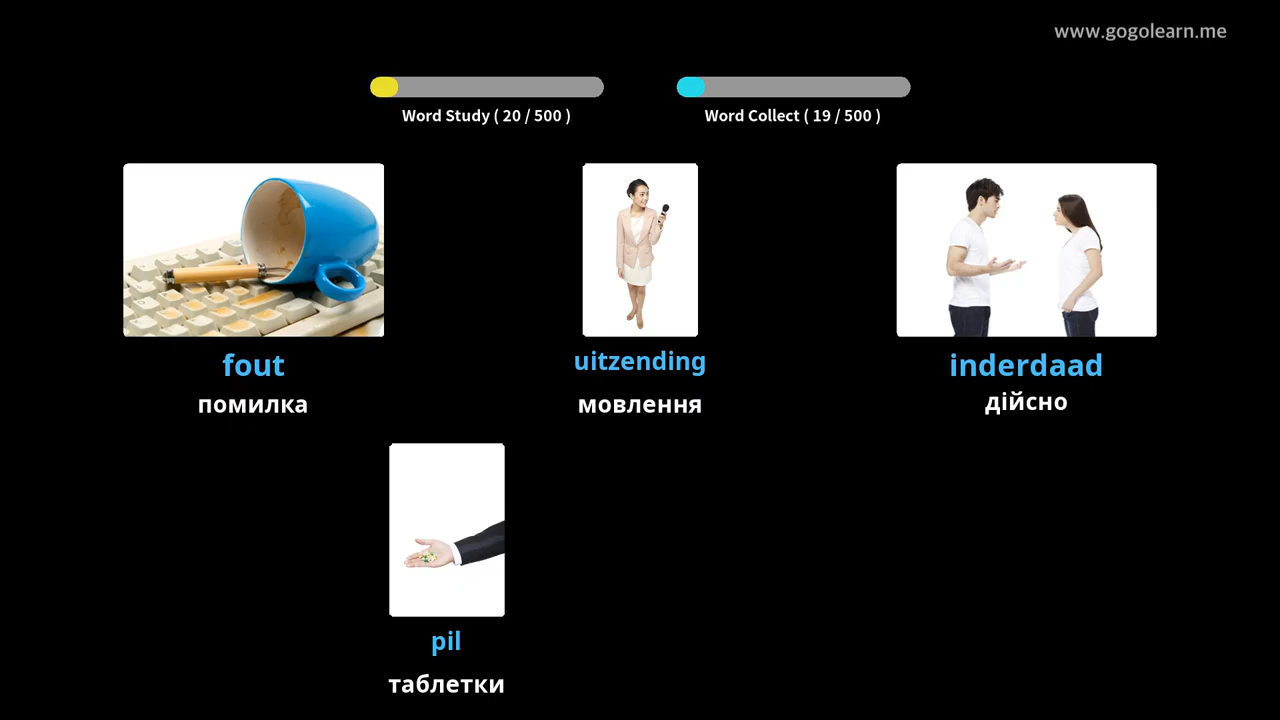 www.gogolearn.me
Word Study ( 20 / 500 )
Word Collect ( 19 / 500 )
fout
помилка
uitzending
мовлення
inderdaad
дійсно
pil
таблетки